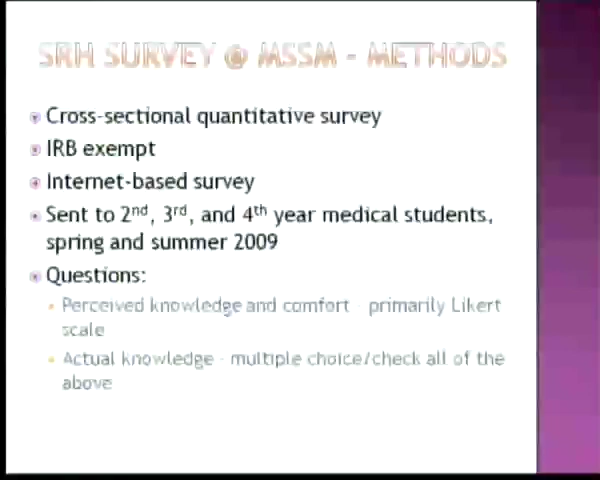 SRH SURVEY @ MSSM - METHODS
Cross-sectional quantitative survey
IRB exempt
Internet-based survey
Sent to 2nd, 3rd, and 4th year medical students,
spring and summer 2009
Questions:
Perceived knowledge and comfort - primarily Likert
scale
Actual knowledge - multiple choice/check all of the
above